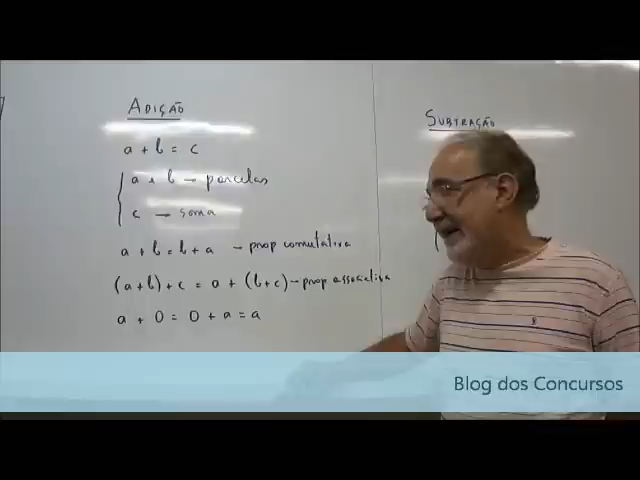 ADIÇÃO
a + b = c
a e b → parcelas
c → soma
a + b = b + a → prop comutativa
(a + b) + c = a + (b + c) → prop associativa
a + 0 = 0 + a = a
SUBTRAÇÃO
Blog dos Concursos